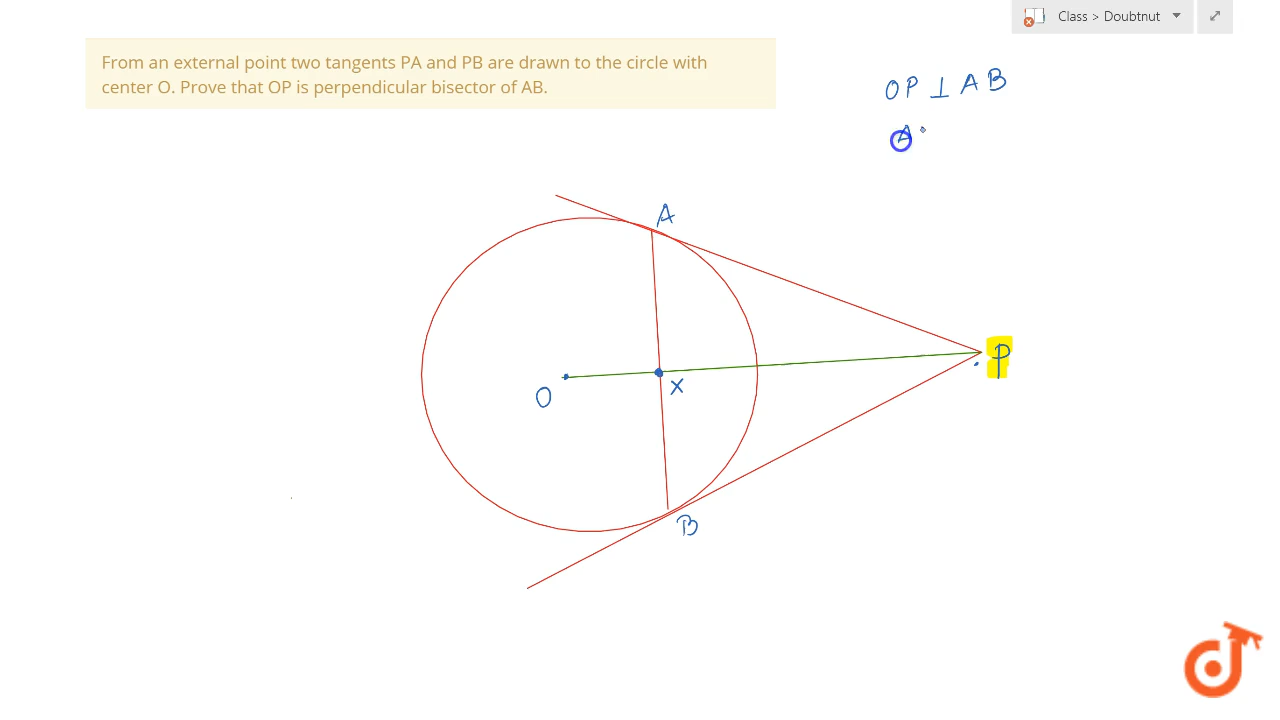 Class > Doubtnut
From an external point two tangents PA and PB are drawn to the circle with
center O. Prove that OP is perpendicular bisector of AB.
OP ⊥ AB
A
A
P
O
X
B